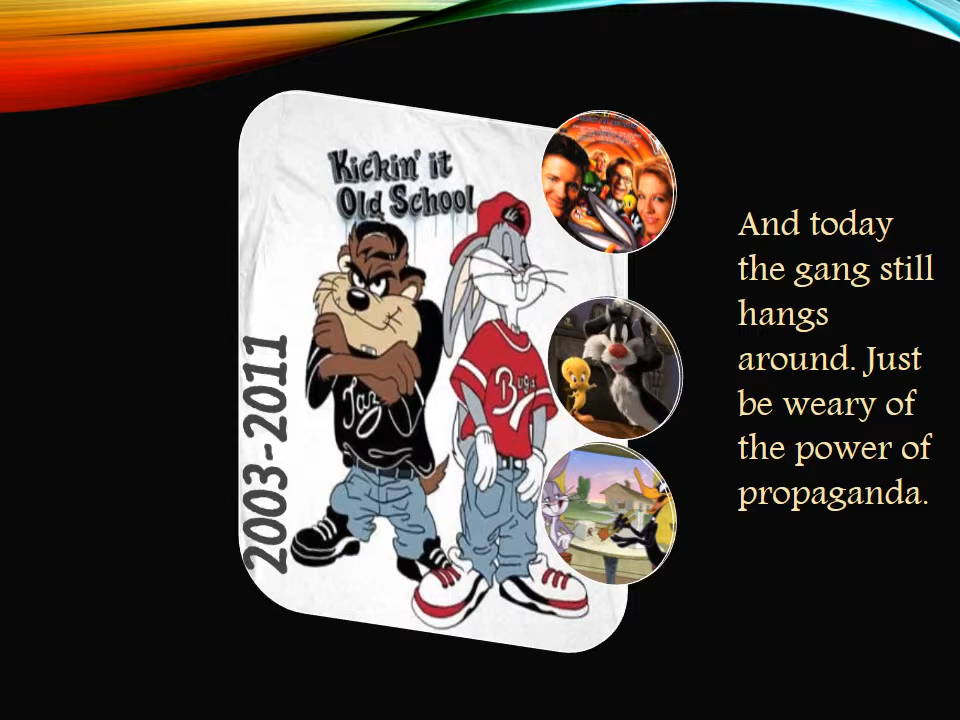 Kickin' it
Old School
Taz
Bugs
2003-2011
And today
the gang still
hangs
around. Just
be weary of
the power of
propaganda.